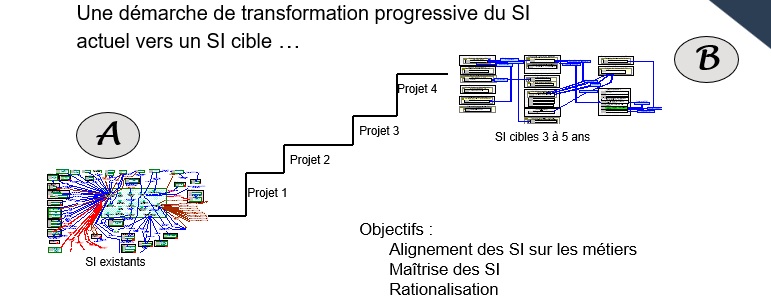 Une démarche de transformation progressive du SI
actuel vers un SI cible …
B
Projet 4
A
Projet 3
SI cibles 3 à 5 ans
Projet 2
Projet 1
Objectifs :
Alignement des SI sur les métiers
SI existants
Maîtrise des SI
Rationalisation